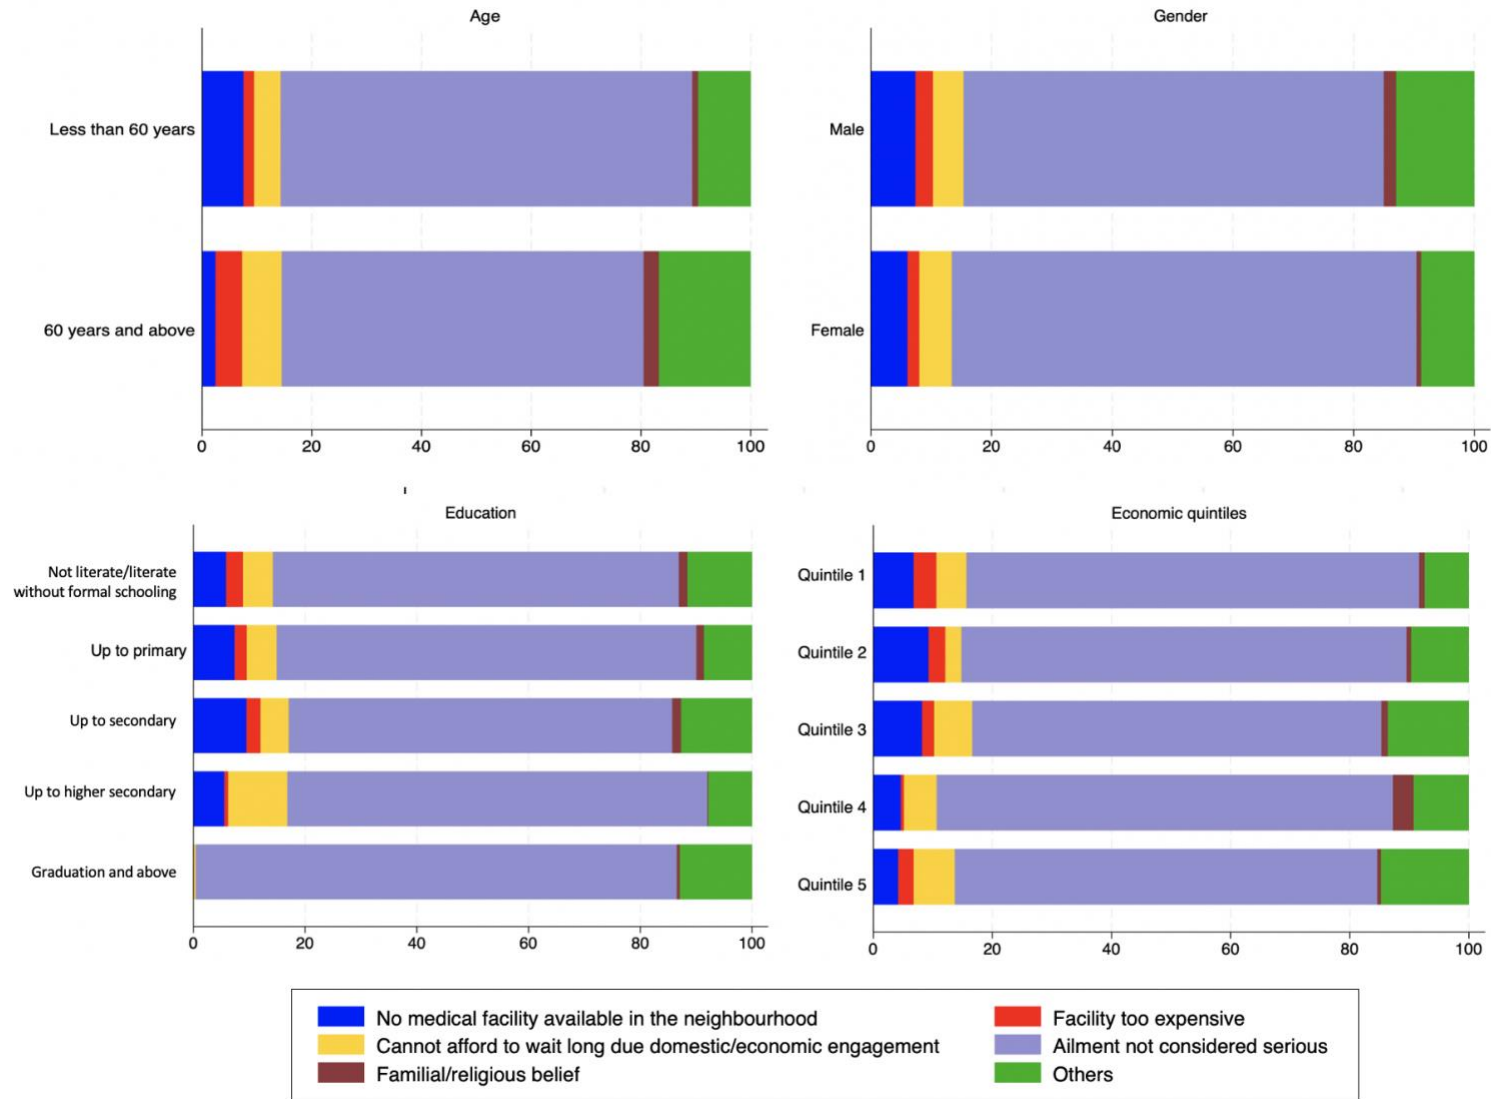 Age
Less than 60 years
60 years and above
0 20 40 60 80 100
Gender
Male
Female
0 20 40 60 80 100
Education
Not literate/literate
without formal schooling
Up to primary
Up to secondary
Up to higher secondary
Graduation and above
0 20 40 60 80 100
Economic quintiles
Quintile 1
Quintile 2
Quintile 3
Quintile 4
Quintile 5
0 20 40 60 80 100
No medical facility available in the neighbourhood
Facility too expensive
Cannot afford to wait long due domestic/economic engagement
Ailment not considered serious
Familial/religious belief
Others